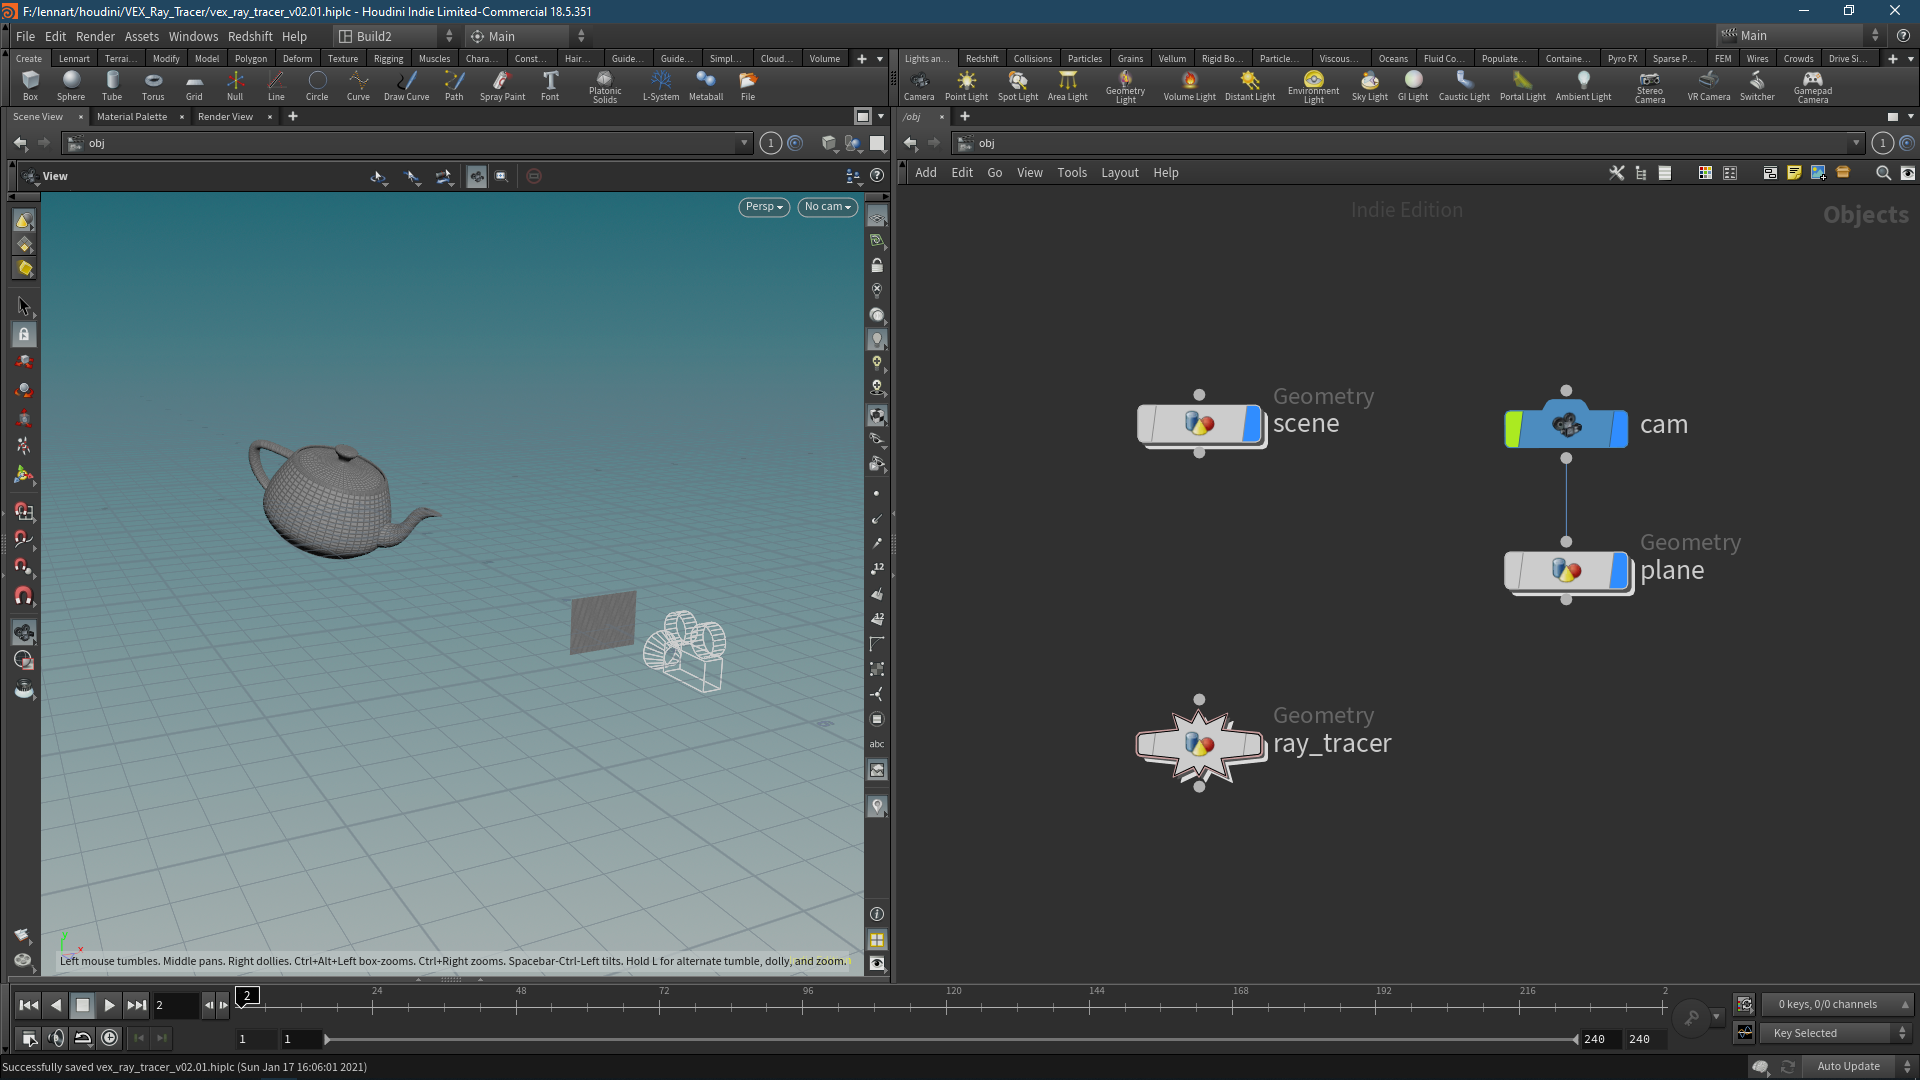 F:/lennart/houdini/VEX_Ray_Tracer/vex_ray_tracer_v02.01.hiplc - Houdini Indie Limited-Commercial 18.5.351
File Edit Render Assets Windows Redshift Help Build2 Main Main
Create Lennart Terrai... Modify Model Polygon Deform Texture Rigging Muscles Chara... Const... Hair... Guide... Guide... Simpl... Cloud... Volume
Box Sphere Tube Torus Grid Null Line Circle Curve Draw Curve Path Spray Paint Font Platonic Solids L-System Metaball File
Lights an... Redshift Collisions Particles Grains Vellum Rigid Bo... Particle... Viscous... Oceans Fluid Co... Populate... Containe... Pyro FX Sparse P... FEM Wires Crowds Drive Si...
Camera Point Light Spot Light Area Light Geometry Light Volume Light Distant Light Environment Light Sky Light GI Light Caustic Light Portal Light Ambient Light Stereo Camera VR Camera Switcher Gamepad Camera
Scene View Material Palette Render View
obj 1
View
Persp No cam
12
12
abc
Left mouse tumbles. Middle pans. Right dollies. Ctrl+Alt+Left box-zooms. Ctrl+Right zooms. Spacebar-Ctrl-Left tilts. Hold L for alternate tumble, dolly, and zoom.
y
x
/obj
obj 1
Add Edit Go View Tools Layout Help
Indie Edition
Objects
Geometry
scene
cam
Geometry
plane
Geometry
ray_tracer
2 2 24 48 72 96 120 144 168 192 216 2
0 keys, 0/0 channels
1 1 240 240
Key Selected
Successfully saved vex_ray_tracer_v02.01.hiplc (Sun Jan 17 16:06:01 2021)
Auto Update